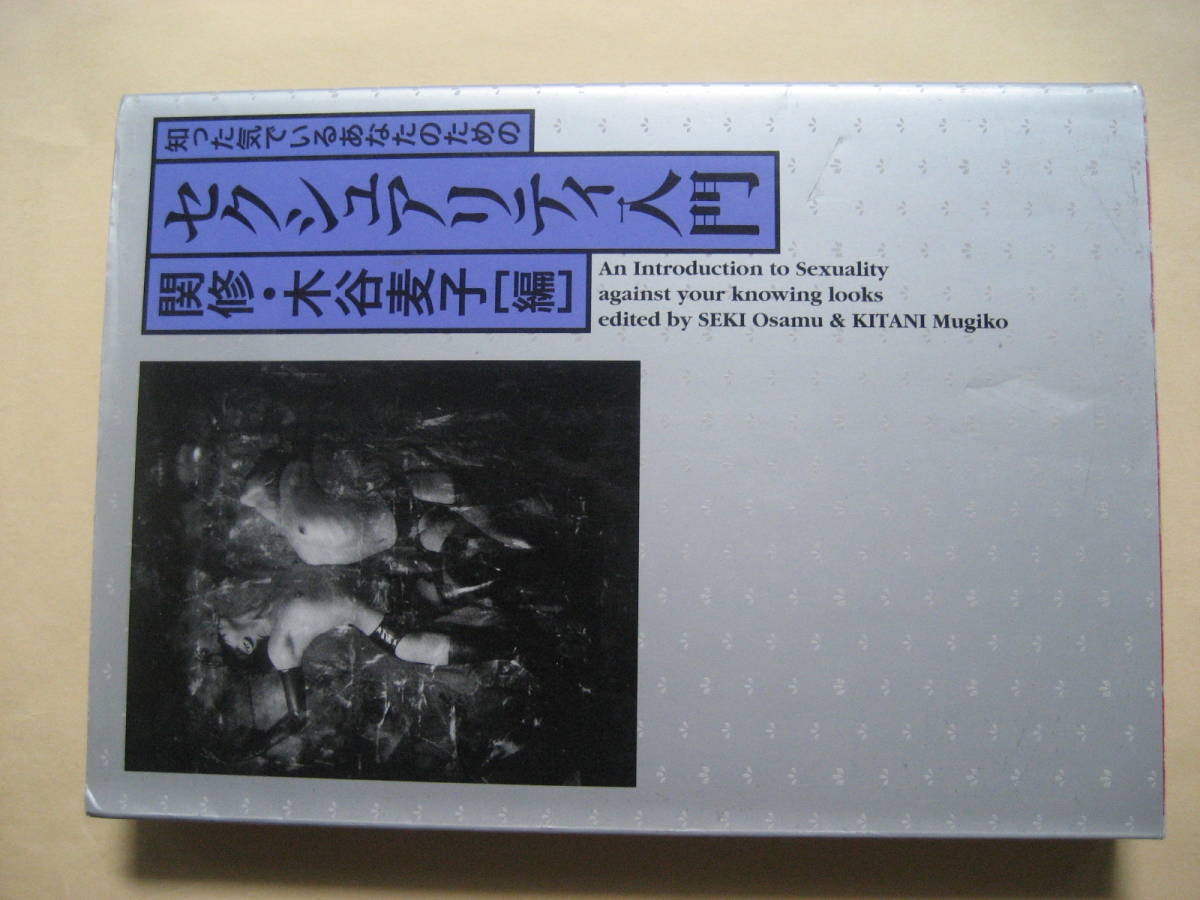 知った気でいるあなたのための
セクシュアリティ入門
関修・木谷麦子[編]
An Introduction to Sexuality
against your knowing looks
edited by SEKI Osamu & KITANI Mugiko